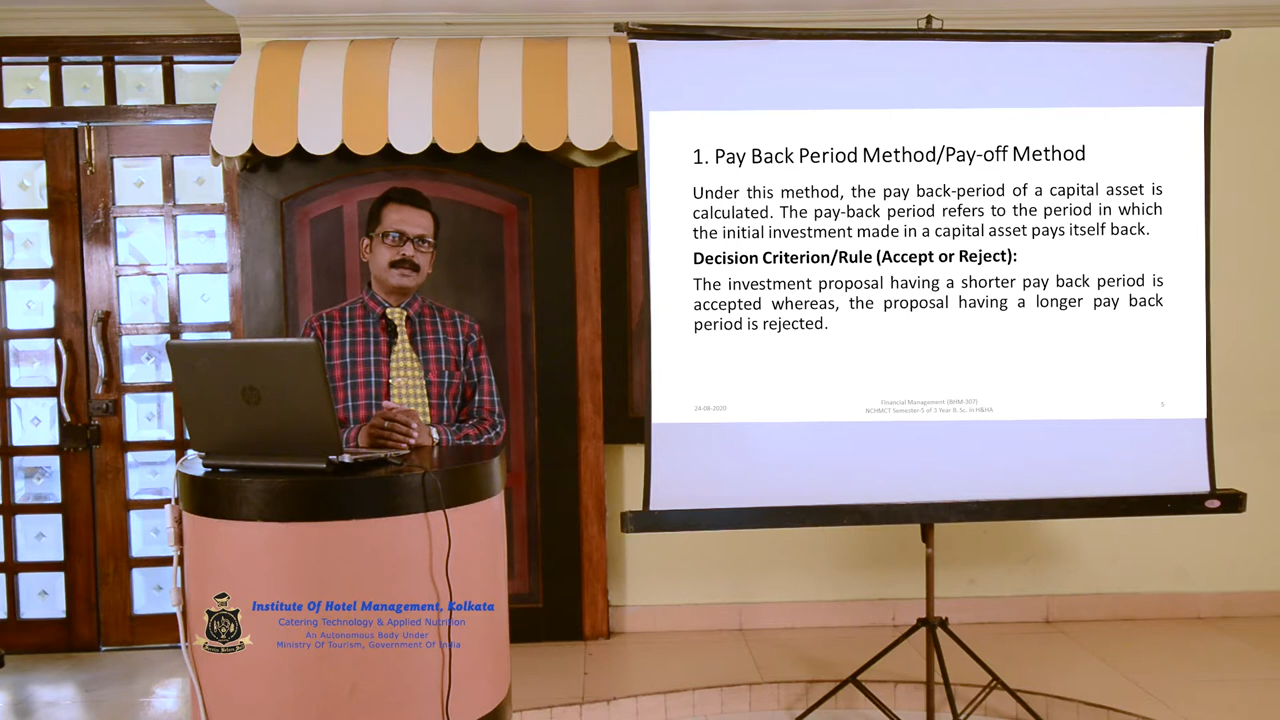 1. Pay Back Period Method/Pay-off Method
Under this method, the pay back-period of a capital asset is
calculated. The pay-back period refers to the period in which
the initial investment made in a capital asset pays itself back.
Decision Criterion/Rule (Accept or Reject):
The investment proposal having a shorter pay back period is
accepted whereas, the proposal having a longer pay back
period is rejected.
24-08-2020
Financial Management (BHM-307)
NCHMCT Semester-5 of 3 Year B. Sc. in H&HA
5
hp
Institute Of Hotel Management, Kolkata
Catering Technology & Applied Nutrition
An Autonomous Body Under
Ministry Of Tourism, Government Of India